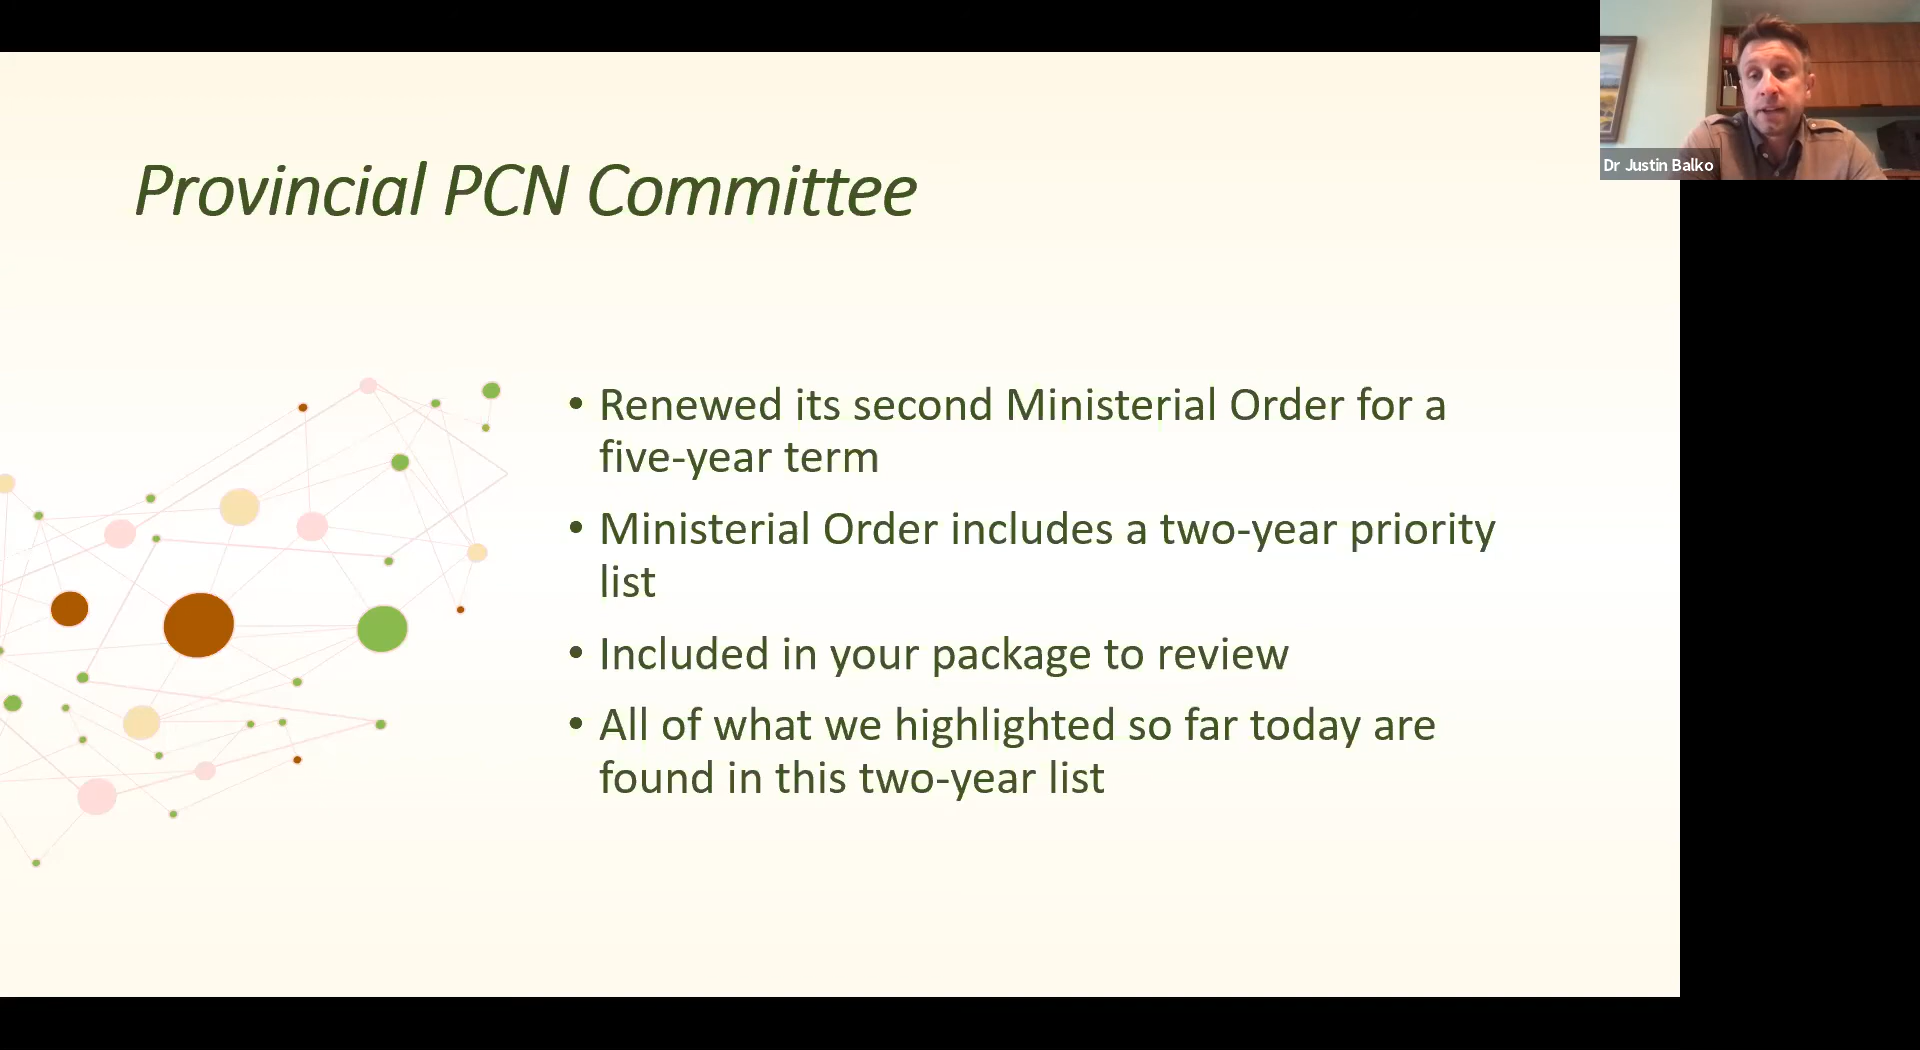 Dr Justin Balko
Provincial PCN Committee
• Renewed its second Ministerial Order for a
five-year term
• Ministerial Order includes a two-year priority
list
• Included in your package to review
• All of what we highlighted so far today are
found in this two-year list